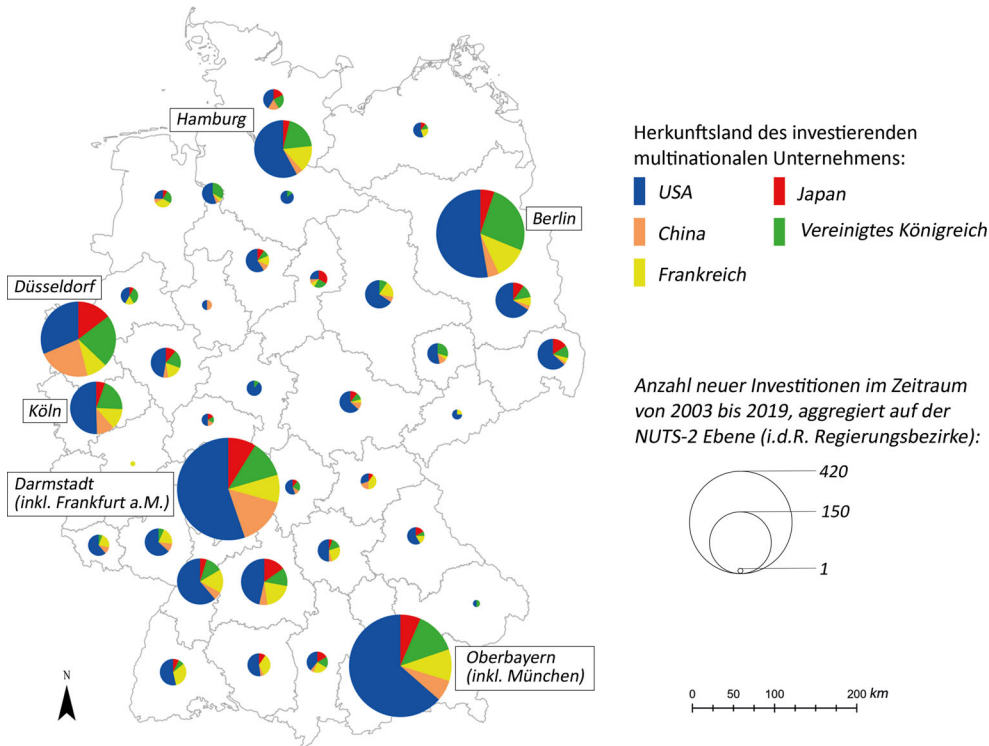 Hamburg
Berlin
Düsseldorf
Köln
Darmstadt
(inkl. Frankfurt a.M.)
Oberbayern
(inkl. München)
N
Herkunftsland des investierenden
multinationalen Unternehmens:
USA
Japan
China
Vereinigtes Königreich
Frankreich
Anzahl neuer Investitionen im Zeitraum
von 2003 bis 2019, aggregiert auf der
NUTS-2 Ebene (i.d.R. Regierungsbezirke):
420
150
1
0 50 100 200 km